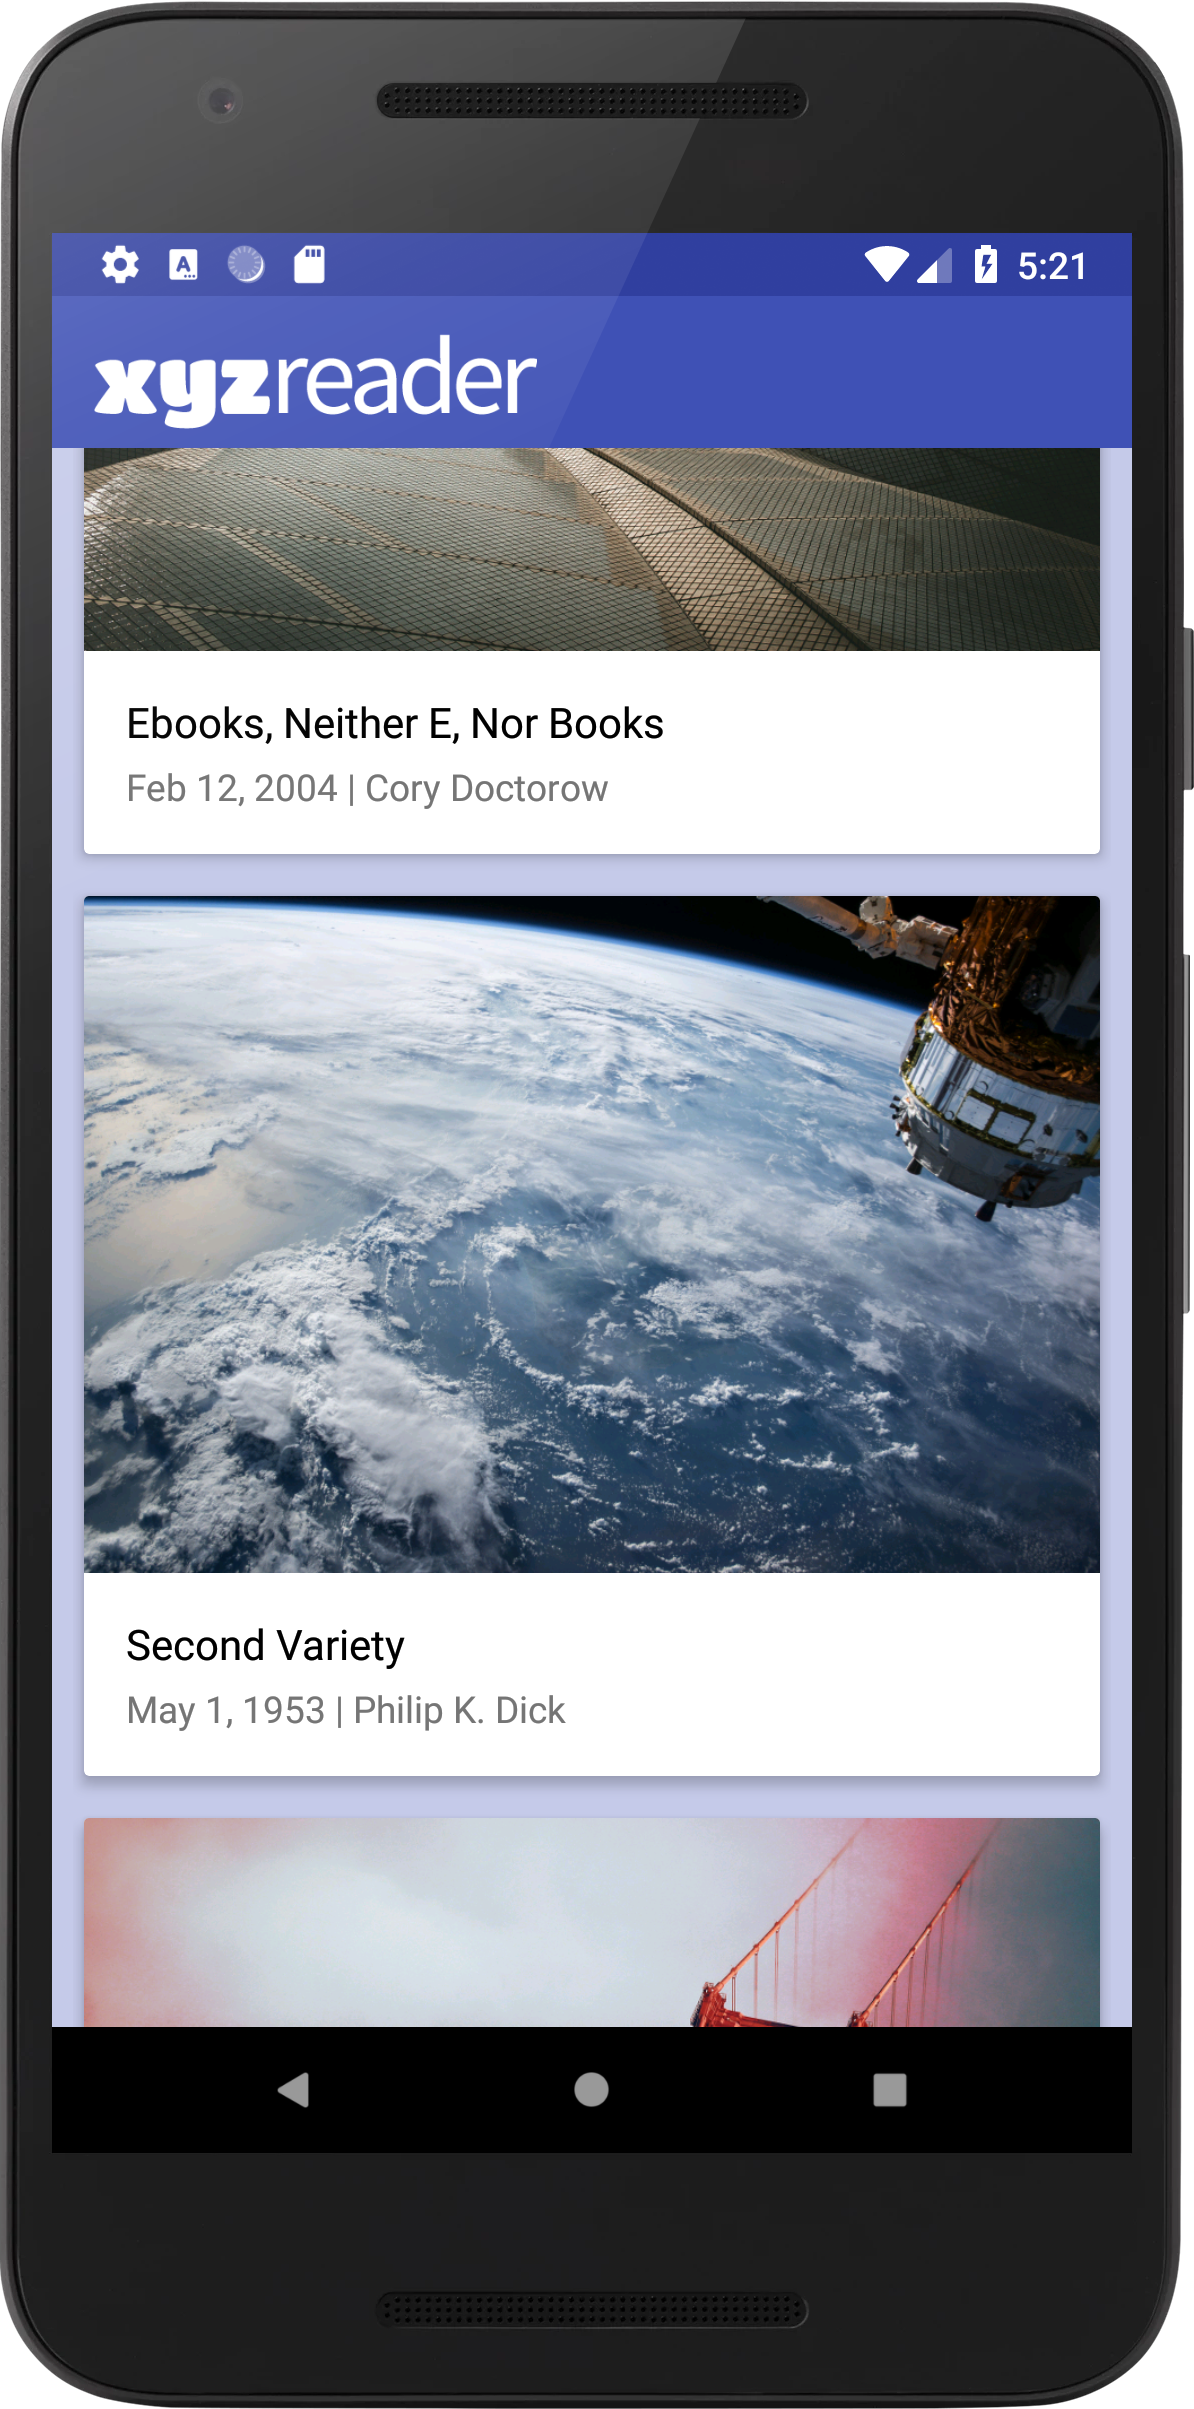 5:21
xyzreader
Ebooks, Neither E, Nor Books
Feb 12, 2004 | Cory Doctorow
Second Variety
May 1, 1953 | Philip K. Dick